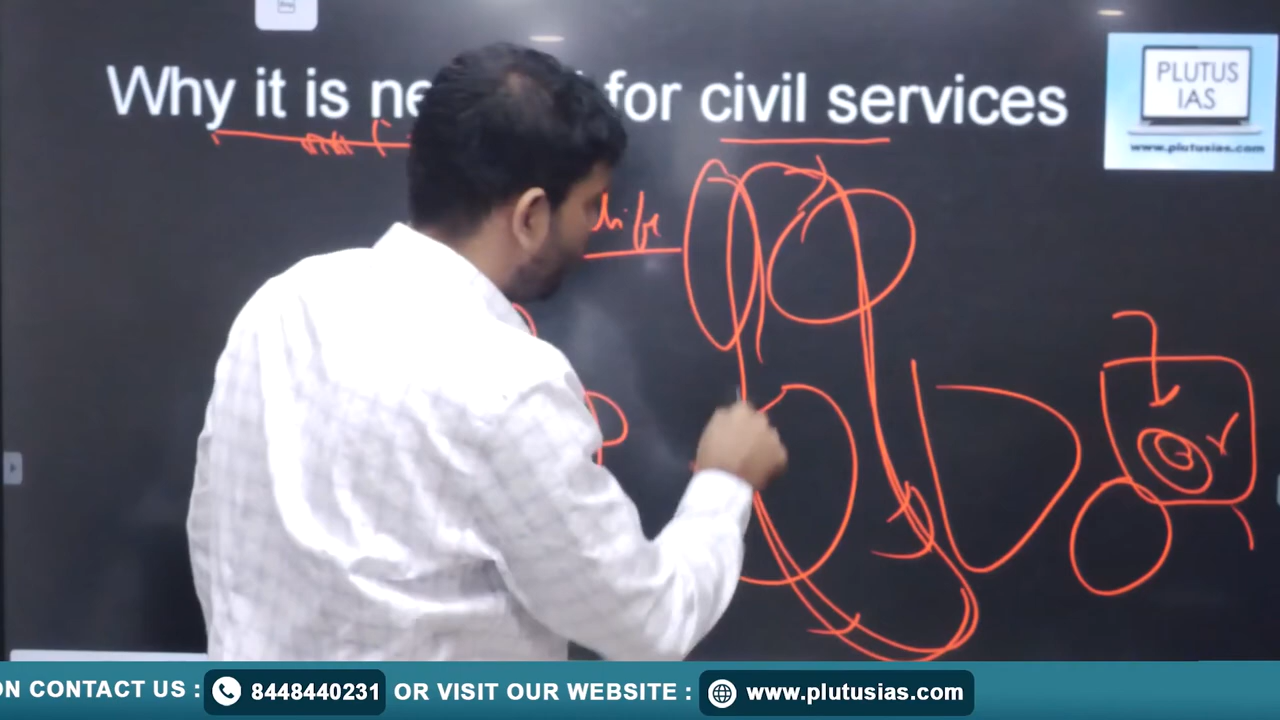 Why it is ne for civil services
PLUTUS
IAS
www.plutusias.com
life
ON CONTACT US : 8448440231 OR VISIT OUR WEBSITE : www.plutusias.com